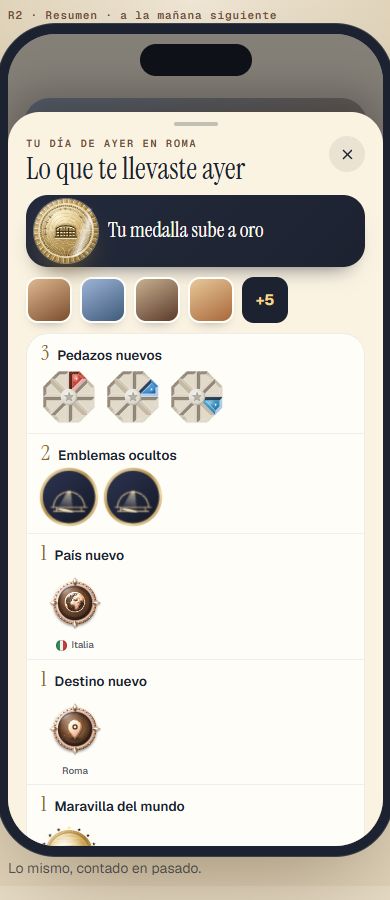 R2 · Resumen · a la mañana siguiente
TU DÍA DE AYER EN ROMA
Lo que te llevaste ayer
Tu medalla sube a oro
+5
3 Pedazos nuevos
2 Emblemas ocultos
1 País nuevo
Italia
1 Destino nuevo
Roma
1 Maravilla del mundo
Lo mismo, contado en pasado.